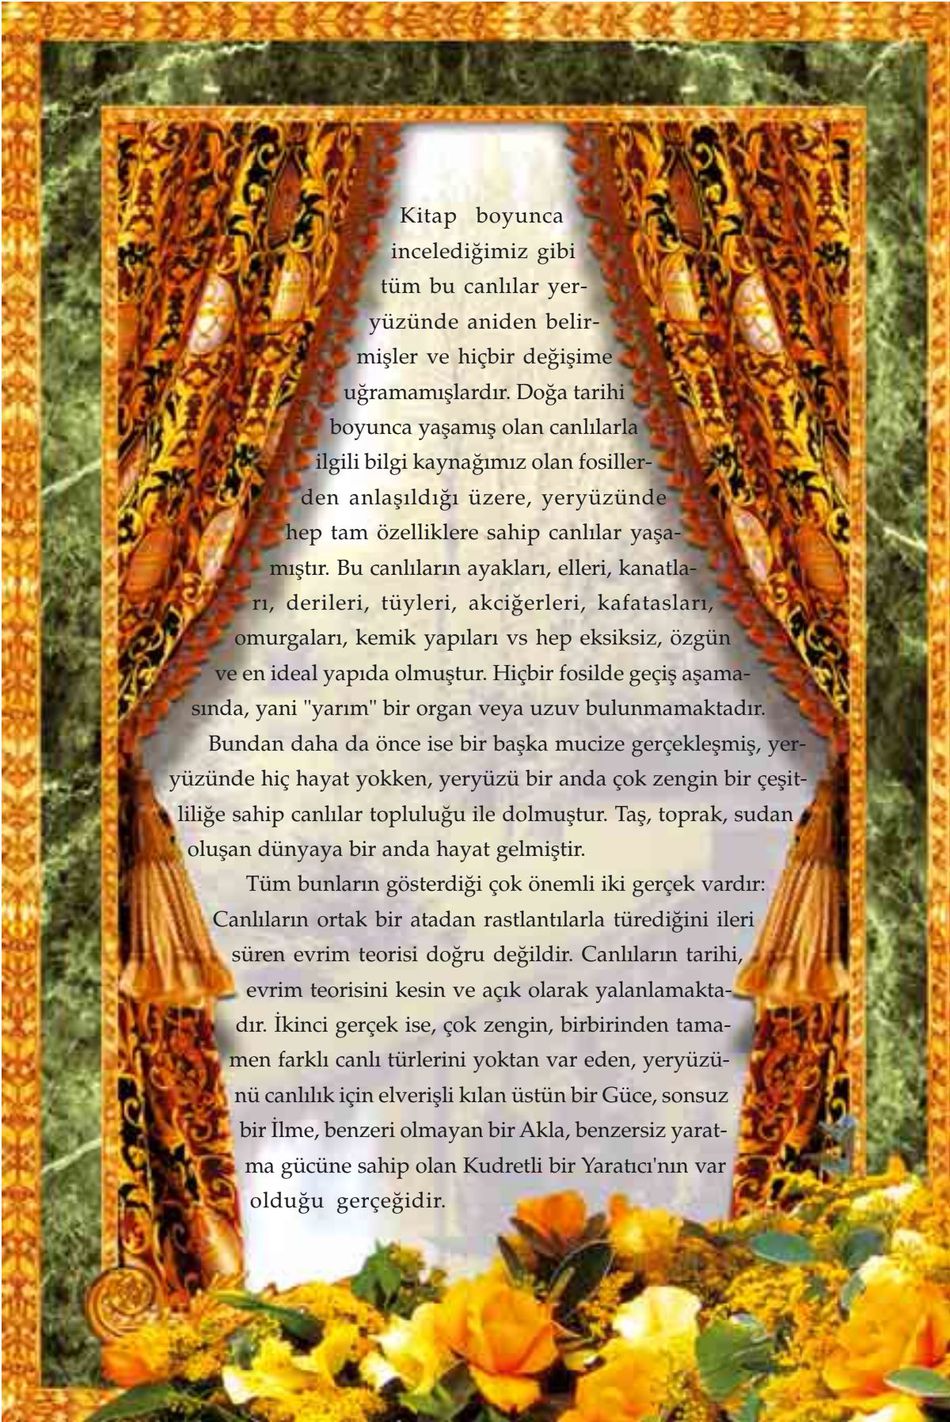 Kitap boyunca
incelediğimiz gibi
tüm bu canlılar yer-
yüzünde aniden belir-
mişler ve hiçbir değişime
uğramamışlardır. Doğa tarihi
boyunca yaşamış olan canlılarla
ilgili bilgi kaynağımız olan fosiller-
den anlaşıldığı üzere, yeryüzünde
hep tam özelliklere sahip canlılar yaşa-
mıştır. Bu canlıların ayakları, elleri, kanatla-
rı, derileri, tüyleri, akciğerleri, kafatasları,
omurgaları, kemik yapıları vs hep eksiksiz, özgün
ve en ideal yapıda olmuştur. Hiçbir fosilde geçiş aşama-
sında, yani "yarım" bir organ veya uzuv bulunmamaktadır.
Bundan daha da önce ise bir başka mucize gerçekleşmiş, yer-
yüzünde hiç hayat yokken, yeryüzü bir anda çok zengin bir çeşit-
liliğe sahip canlılar topluluğu ile dolmuştur. Taş, toprak, sudan
oluşan dünyaya bir anda hayat gelmiştir.
Tüm bunların gösterdiği çok önemli iki gerçek vardır:
Canlıların ortak bir atadan rastlantılarla türediğini ileri
süren evrim teorisi doğru değildir. Canlıların tarihi,
evrim teorisini kesin ve açık olarak yalanlamakta-
dır. İkinci gerçek ise, çok zengin, birbirinden tama-
men farklı canlı türlerini yoktan var eden, yeryüzü-
nü canlılık için elverişli kılan üstün bir Güce, sonsuz
bir İlme, benzeri olmayan bir Akla, benzersiz yarat-
ma gücüne sahip olan Kudretli bir Yaratıcı'nın var
olduğu gerçeğidir.